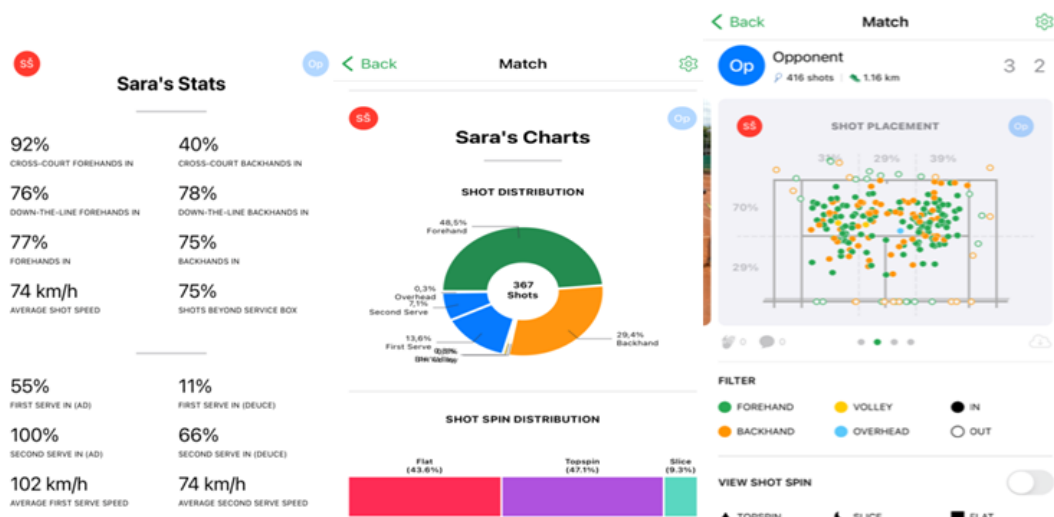 SŠ
Op
Sara's Stats
92%
CROSS-COURT FOREHANDS IN
40%
CROSS-COURT BACKHANDS IN
76%
DOWN-THE-LINE FOREHANDS IN
78%
DOWN-THE-LINE BACKHANDS IN
77%
FOREHANDS IN
75%
BACKHANDS IN
74 km/h
AVERAGE SHOT SPEED
75%
SHOTS BEYOND SERVICE BOX
55%
FIRST SERVE IN (AD)
11%
FIRST SERVE IN (DEUCE)
100%
SECOND SERVE IN (AD)
66%
SECOND SERVE IN (DEUCE)
102 km/h
AVERAGE FIRST SERVE SPEED
74 km/h
AVERAGE SECOND SERVE SPEED
Back
Match
SŠ
Op
Sara's Charts
SHOT DISTRIBUTION
48,5%
Forehand
0,3%
Overhead
7,1%
Second Serve
13,6%
First Serve
367
Shots
29,4%
Backhand
SHOT SPIN DISTRIBUTION
Flat
(43.6%)
Topspin
(47.1%)
Slice
(9.3%)
Back
Match
Op
Opponent
416 shots
1.16 km
3 2
SŠ
SHOT PLACEMENT
Op
29% 39%
70%
29%
0 0
FILTER
FOREHAND
VOLLEY
IN
BACKHAND
OVERHEAD
OUT
VIEW SHOT SPIN
TOPSPIN
SLICE
FLAT